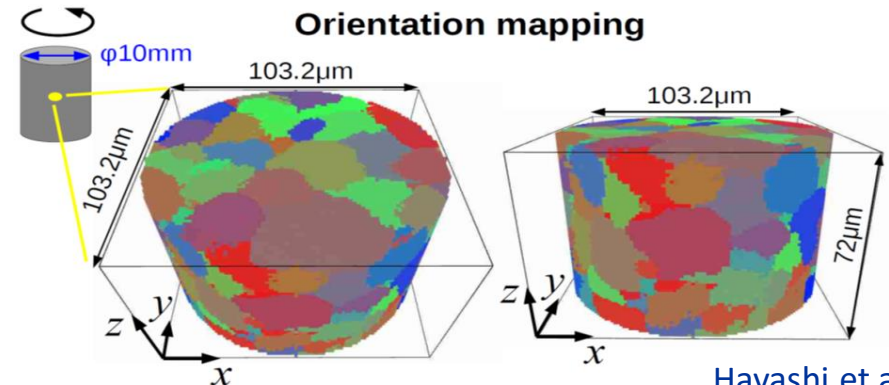 Orientation mapping
φ10mm
103.2μm
103.2μm
z
y
x
103.2μm
72μm
z
y
x
Hayashi et a